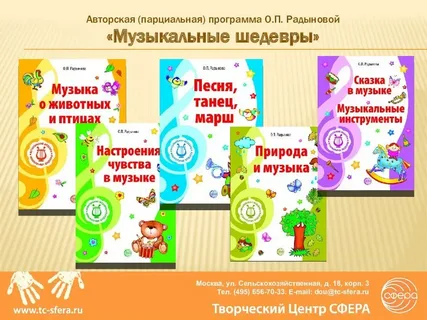 Авторская (парциальная) программа О.П. Радыновой
«Музыкальные шедевры»
О.П. Радынова
Музыка
о животных
и птицах
О.П. Радынова
Песня,
танец,
марш
О.П. Радынова
Сказка
в музыке
Музыкальные
инструменты
О.П. Радынова
Настроения,
чувства
в музыке
О.П. Радынова
Природа
и музыка
Москва, ул. Сельскохозяйственная, д. 18, корп. 3
Тел. (495) 656-70-33. E-mail: dou@tc-sfera.ru
www.tc-sfera.ru
Творческий Центр СФЕРА
сфера